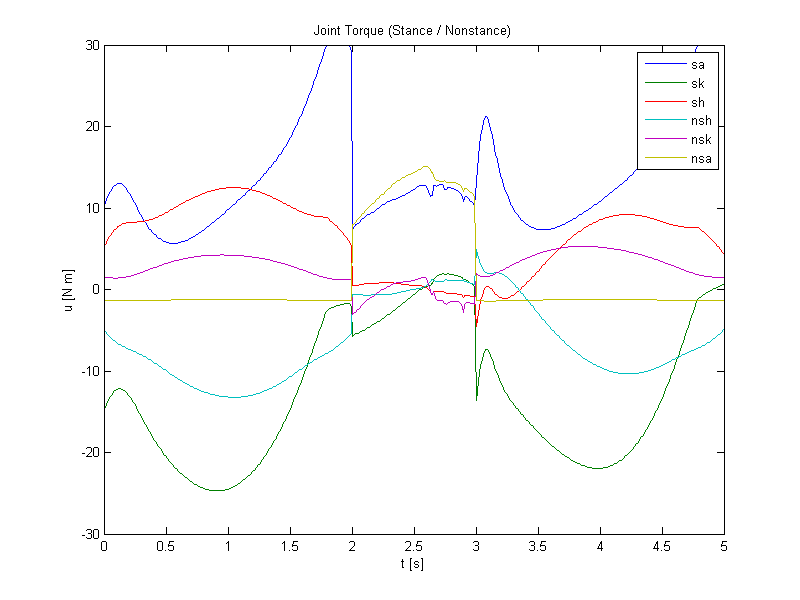 Joint Torque (Stance / Nonstance)
30
20
10
0
-10
-20
-30
u [N m]
sa
sk
sh
nsh
nsk
nsa
0 0.5 1 1.5 2 2.5 3 3.5 4 4.5 5
t [s]